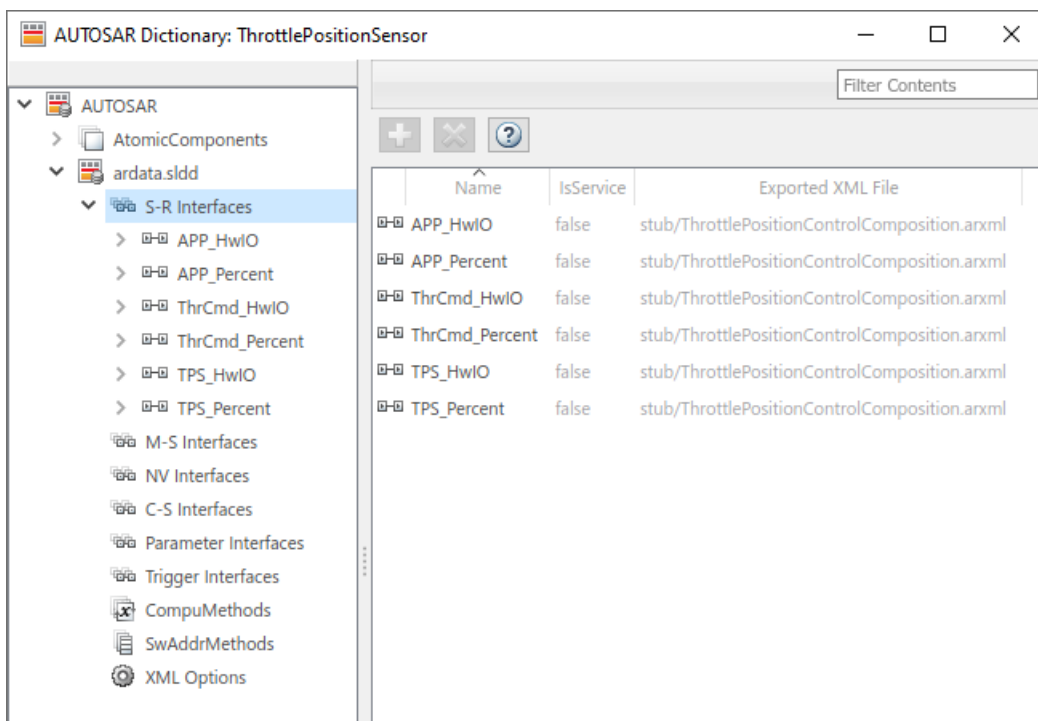 AUTOSAR Dictionary: ThrottlePositionSensor
Filter Contents
AUTOSAR
AtomicComponents
ardata.sldd
S-R Interfaces
APP_HwIO
APP_Percent
ThrCmd_HwIO
ThrCmd_Percent
TPS_HwIO
TPS_Percent
M-S Interfaces
NV Interfaces
C-S Interfaces
Parameter Interfaces
Trigger Interfaces
CompuMethods
SwAddrMethods
XML Options
Name IsService Exported XML File
APP_HwIO false stub/ThrottlePositionControlComposition.arxml
APP_Percent false stub/ThrottlePositionControlComposition.arxml
ThrCmd_HwIO false stub/ThrottlePositionControlComposition.arxml
ThrCmd_Percent false stub/ThrottlePositionControlComposition.arxml
TPS_HwIO false stub/ThrottlePositionControlComposition.arxml
TPS_Percent false stub/ThrottlePositionControlComposition.arxml